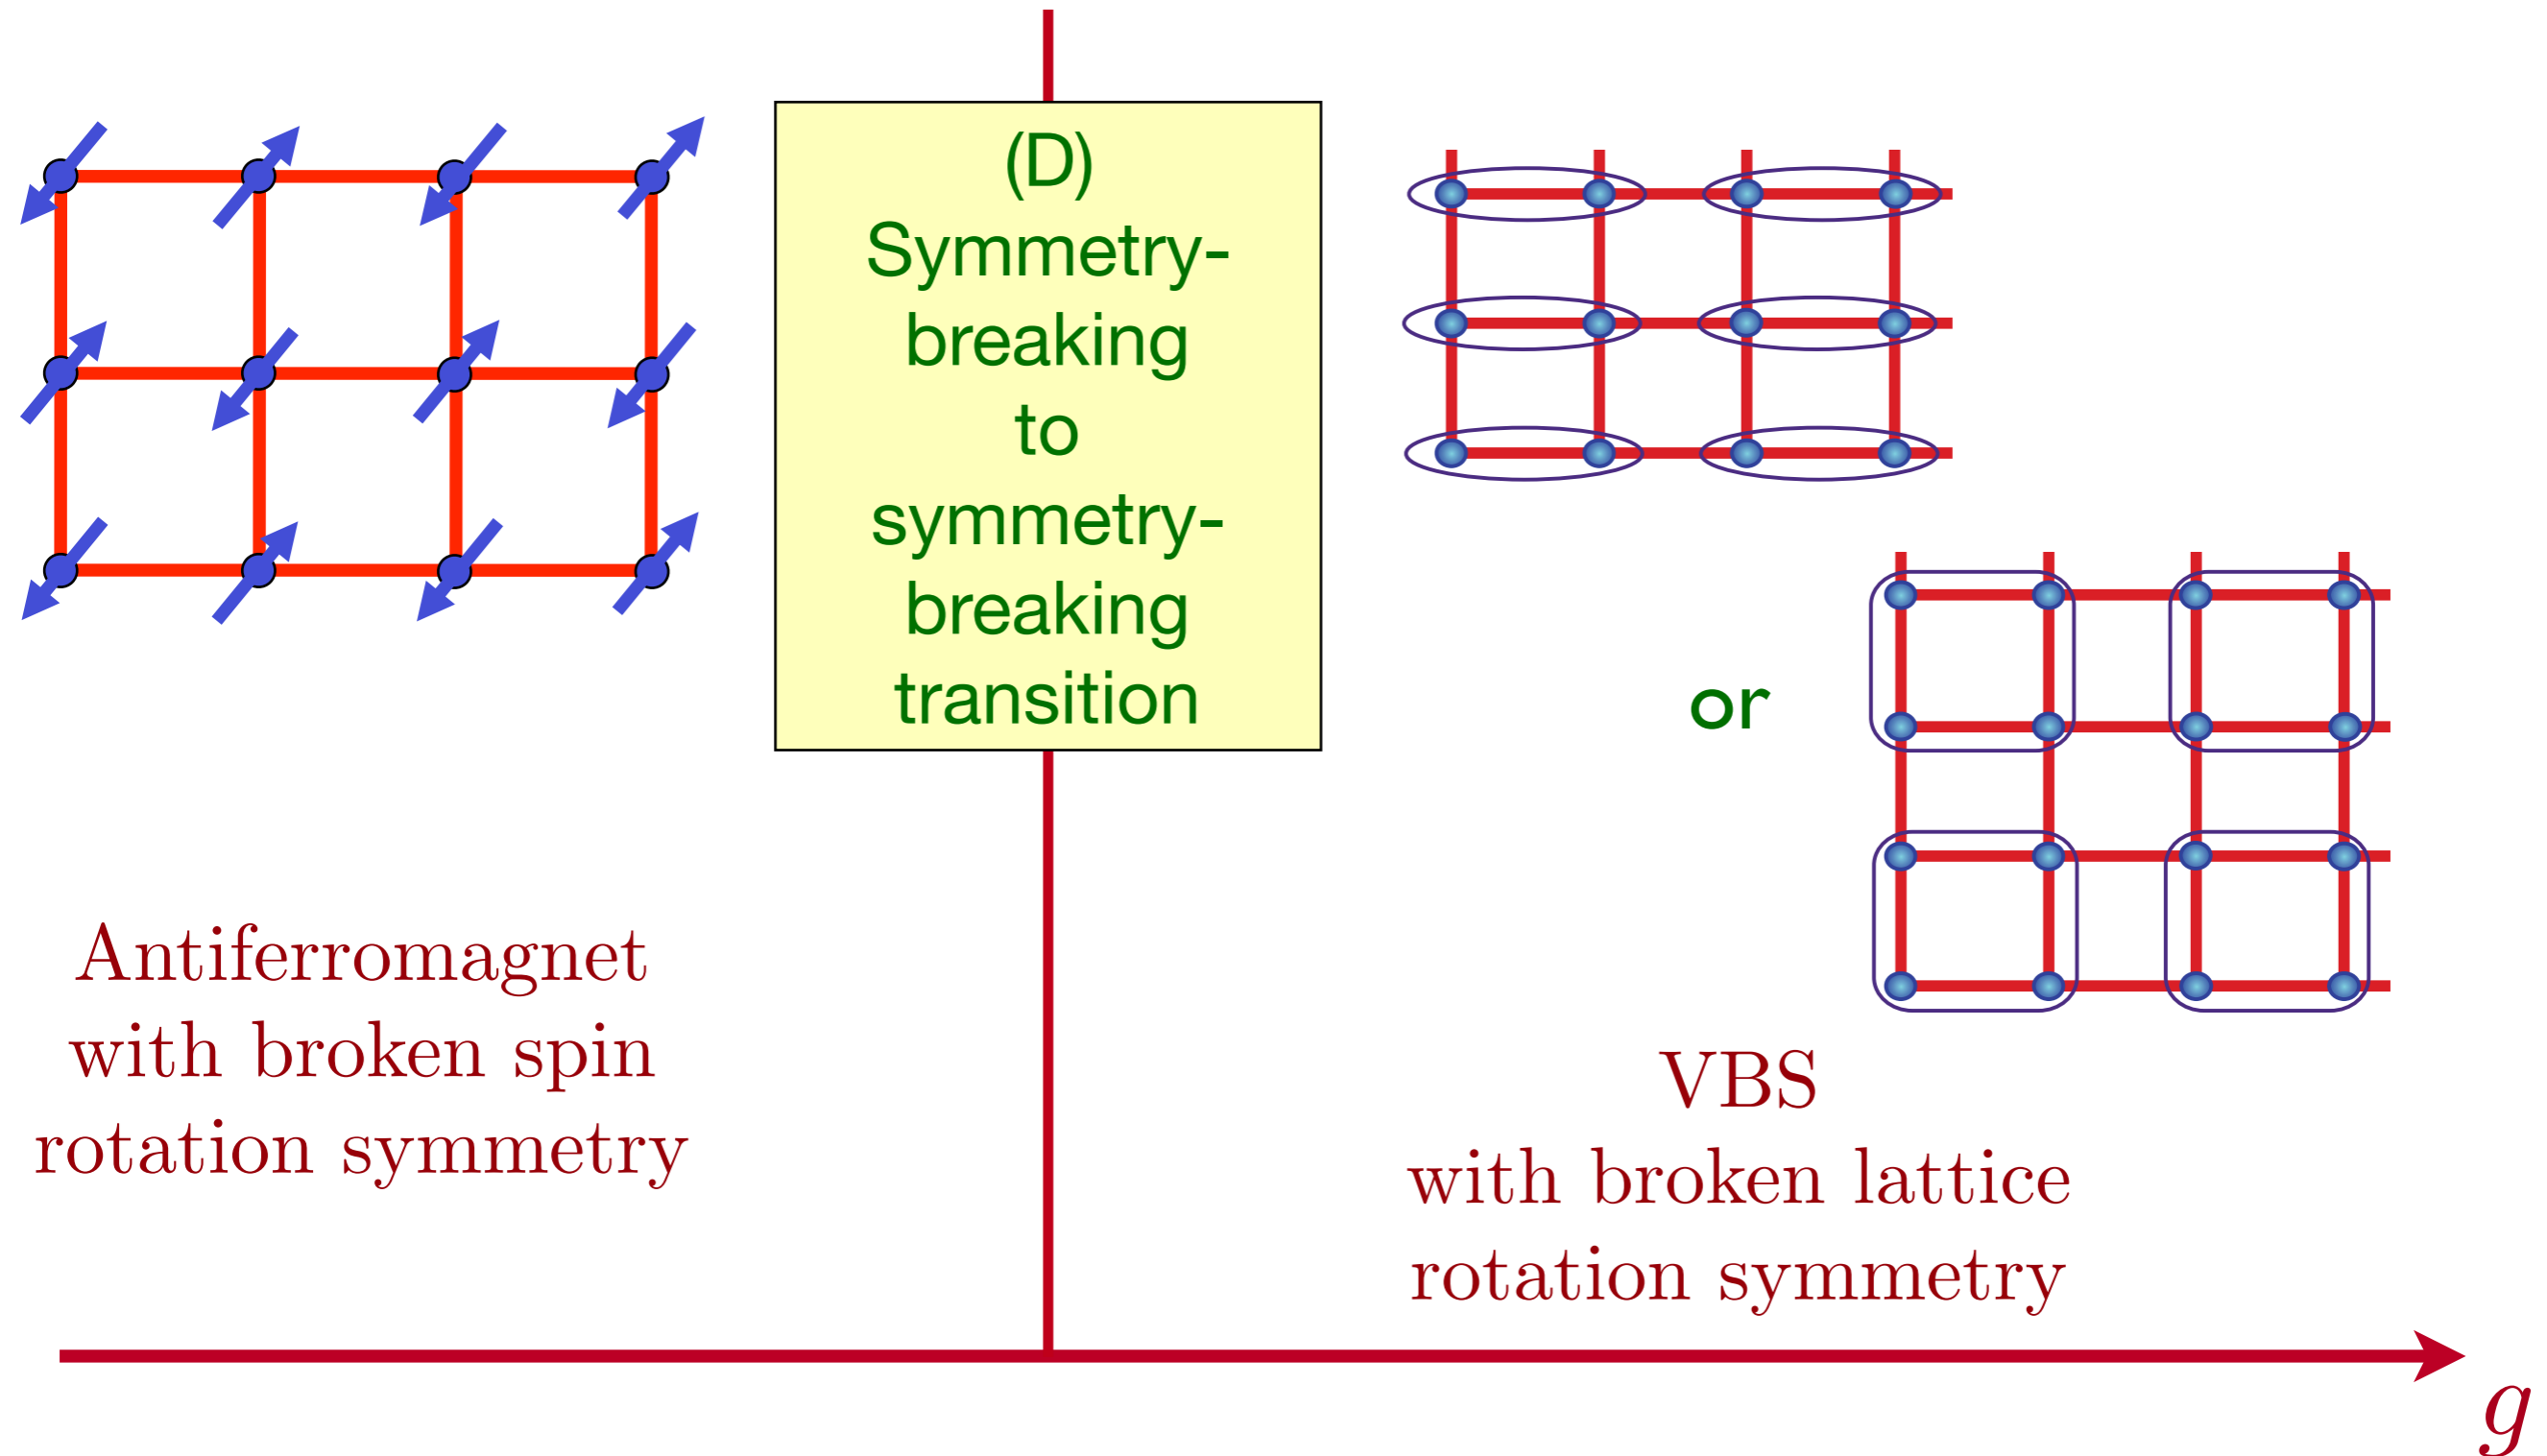 (D)
Symmetry-
breaking
to
symmetry-
breaking
transition
or
Antiferromagnet
with broken spin
rotation symmetry
VBS
with broken lattice
rotation symmetry
g